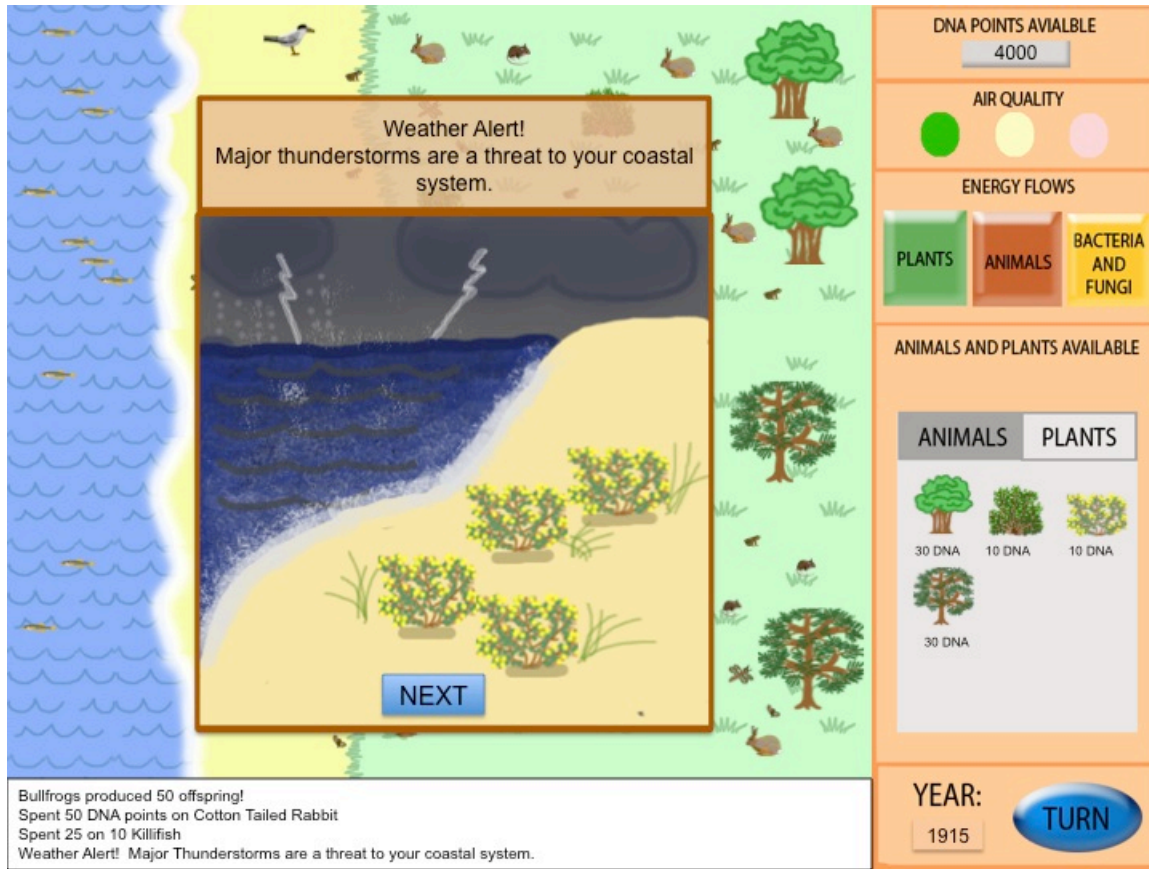 Weather Alert!
Major thunderstorms are a threat to your coastal
system.
NEXT
DNA POINTS AVIALBLE
4000
AIR QUALITY
ENERGY FLOWS
PLANTS
ANIMALS
BACTERIA
AND
FUNGI
ANIMALS AND PLANTS AVAILABLE
ANIMALS PLANTS
30 DNA 10 DNA 10 DNA
30 DNA
Bullfrogs produced 50 offspring!
Spent 50 DNA points on Cotton Tailed Rabbit
Spent 25 on 10 Killifish
Weather Alert! Major Thunderstorms are a threat to your coastal system.
YEAR:
1915
TURN